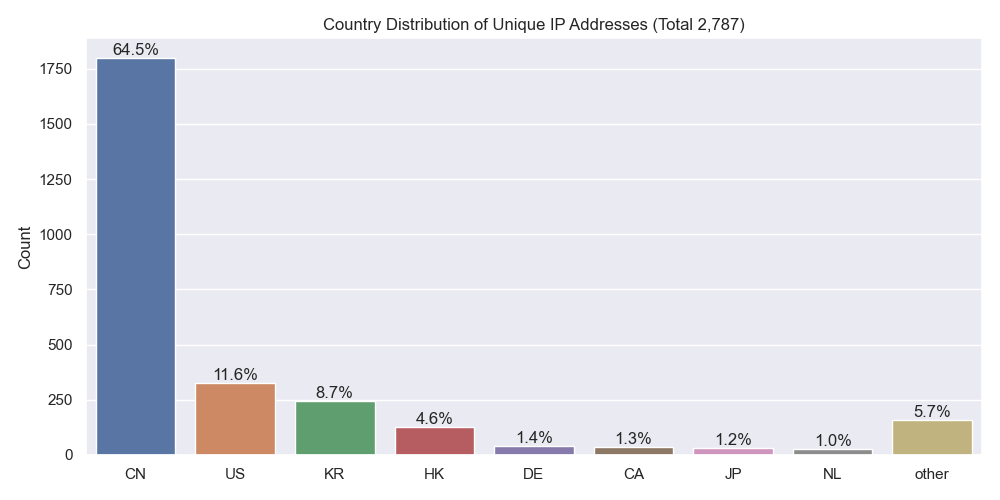 Country Distribution of Unique IP Addresses (Total 2,787)
Count
1750
1500
1250
1000
750
500
250
0
64.5%
11.6%
8.7%
4.6%
1.4%
1.3%
1.2%
1.0%
5.7%
CN
US
KR
HK
DE
CA
JP
NL
other